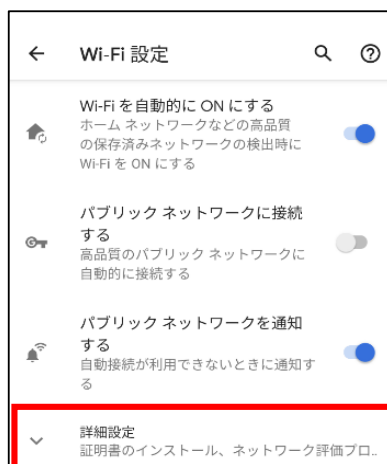 Wi-Fi 設定
Wi-Fi を自動的に ON にする
ホーム ネットワークなどの高品質
の保存済みネットワークの検出時に
Wi-Fi を ON にする
パブリック ネットワークに接続
する
高品質のパブリック ネットワークに
自動的に接続する
パブリック ネットワークを通知
する
自動接続が利用できないときに通知す
る
詳細設定
証明書のインストール、ネットワーク評価プロ..